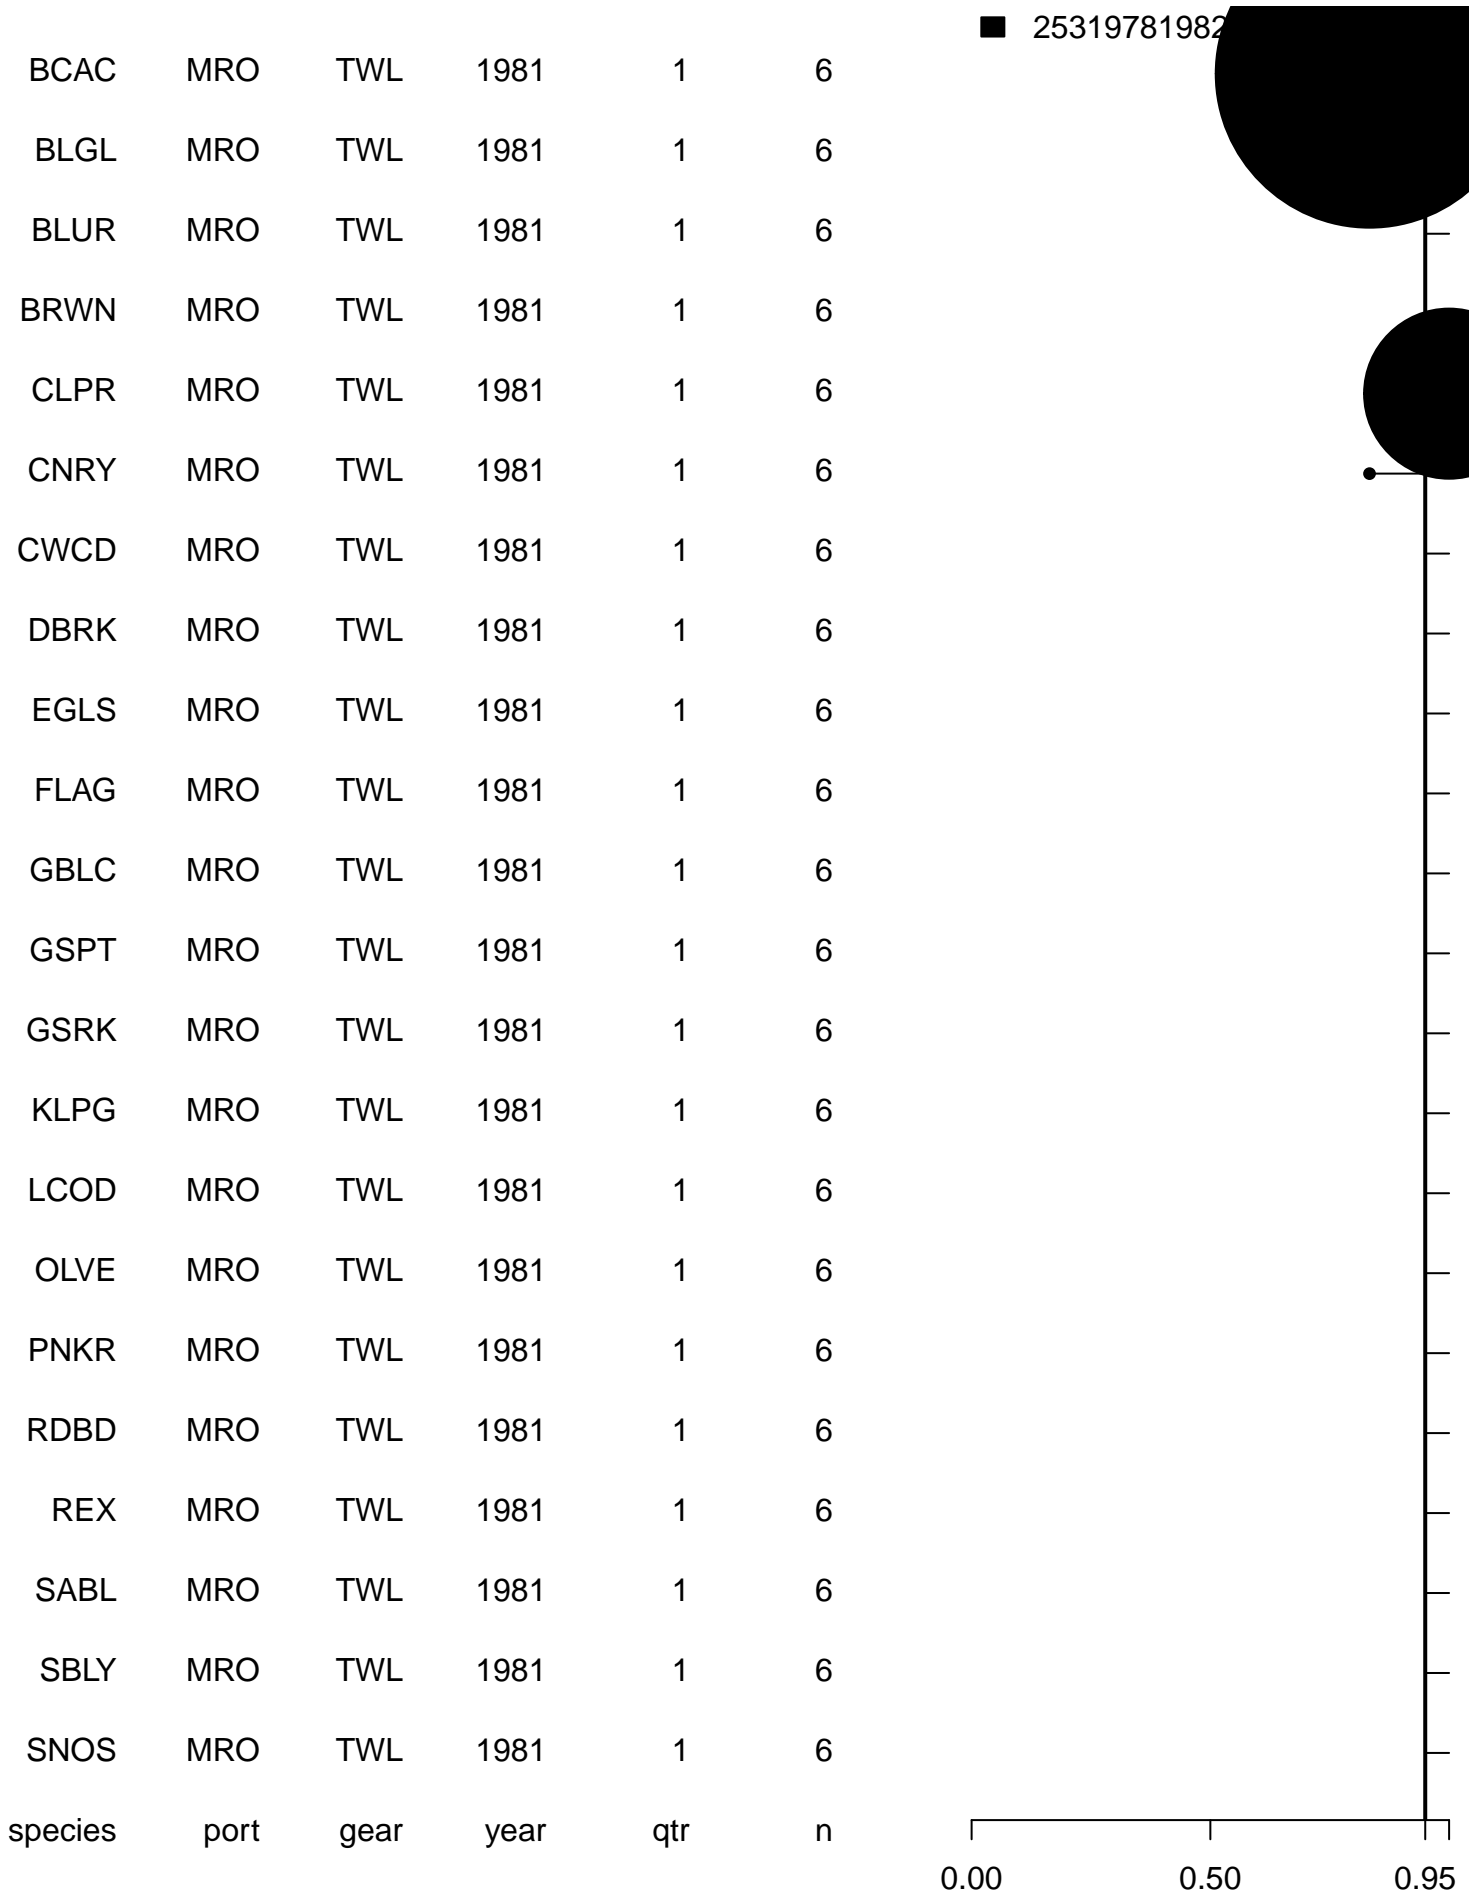 25319781982
BCAC MRO TWL 1981 1 6
BLGL MRO TWL 1981 1 6
BLUR MRO TWL 1981 1 6
BRWN MRO TWL 1981 1 6
CLPR MRO TWL 1981 1 6
CNRY MRO TWL 1981 1 6
CWCD MRO TWL 1981 1 6
DBRK MRO TWL 1981 1 6
EGLS MRO TWL 1981 1 6
FLAG MRO TWL 1981 1 6
GBLC MRO TWL 1981 1 6
GSPT MRO TWL 1981 1 6
GSRK MRO TWL 1981 1 6
KLPG MRO TWL 1981 1 6
LCOD MRO TWL 1981 1 6
OLVE MRO TWL 1981 1 6
PNKR MRO TWL 1981 1 6
RDBD MRO TWL 1981 1 6
REX MRO TWL 1981 1 6
SABL MRO TWL 1981 1 6
SBLY MRO TWL 1981 1 6
SNOS MRO TWL 1981 1 6
species port gear year qtr n
0.00 0.50 0.95